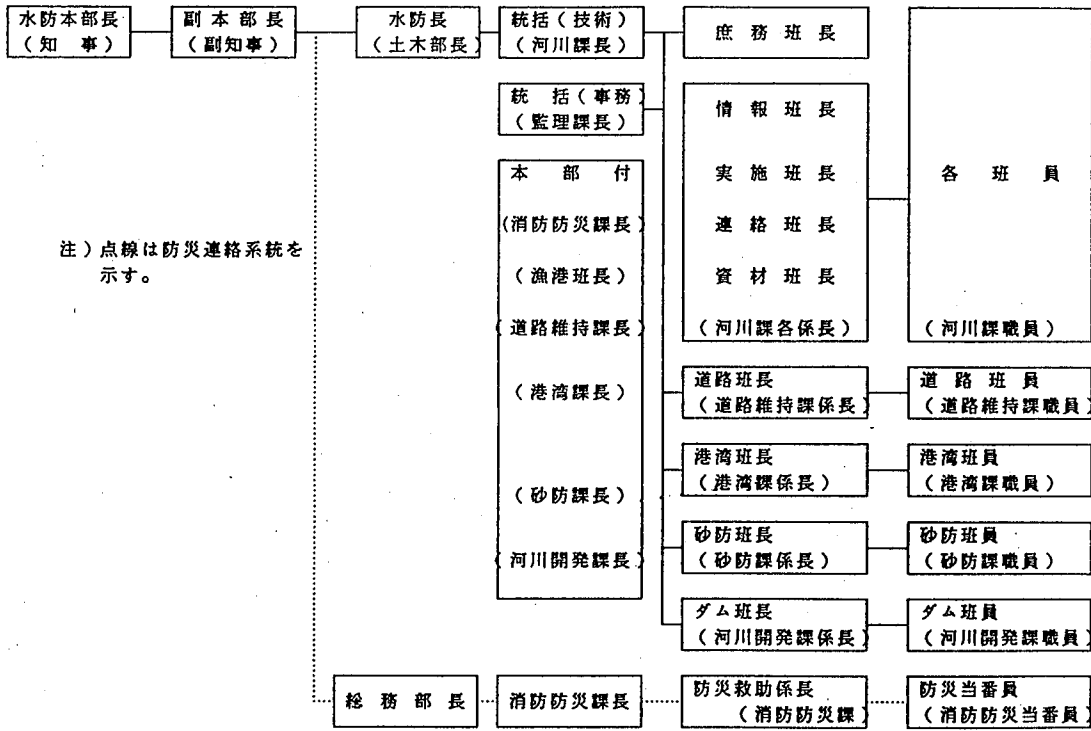 水防本部長
（知　事）
副本部長
（副知事）
水防長
（土木部長）
統括（技術）
（河川課長）
庶務班長
統括（事務）
（監理課長）
情報班長
本部付
実施班長
各班員
（消防防災課長）
連絡班長
注）点線は防災連絡系統を
示す。
（漁港班長）
資材班長
（道路維持課長）
（河川課各係長）
（河川課職員）
道路班長
（道路維持課係長）
道路班員
（道路維持課職員）
（港湾課長）
港湾班長
（港湾課係長）
港湾班員
（港湾課職員）
（砂防課長）
砂防班長
（砂防課係長）
砂防班員
（砂防課職員）
（河川開発課長）
ダム班長
（河川開発課係長）
ダム班員
（河川開発課職員）
総務部長
消防防災課長
防災救助係長
（消防防災課）
防災当番員
（消防防災当番員）